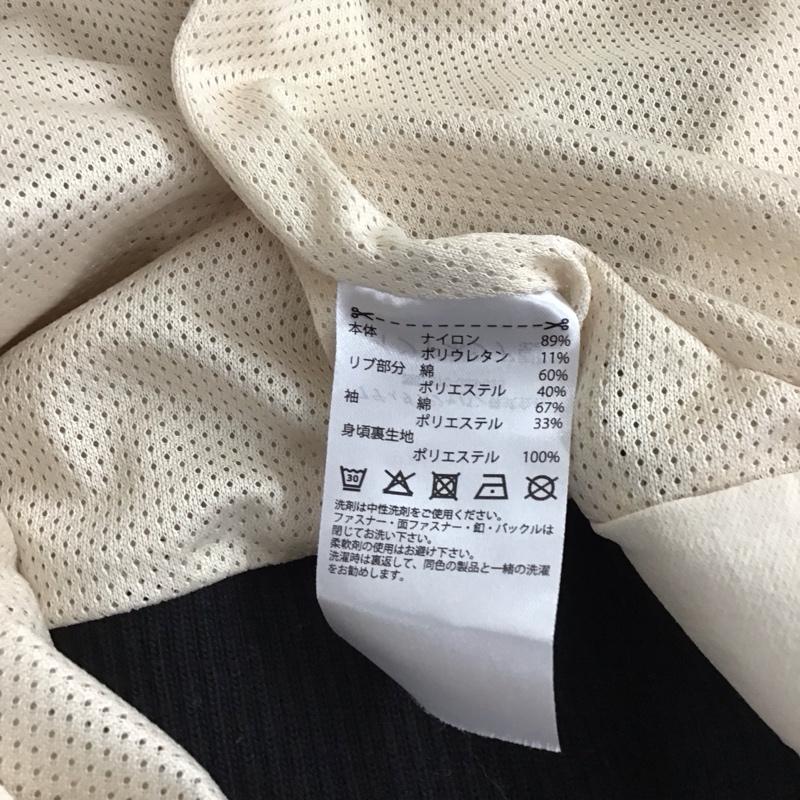 本体 ナイロン 89%
ポリウレタン 11%
リブ部分 綿 60%
ポリエステル 40%
袖 綿 67%
ポリエステル 33%
身頃裏生地
ポリエステル 100%
30
洗剤は中性洗剤をご使用ください。
ファスナー・面ファスナー・釦・バックルは
閉じてお洗い下さい。
柔軟剤の使用はお避け下さい。
洗濯時は裏返して、同色の製品と一緒の洗濯
をお勧めします。